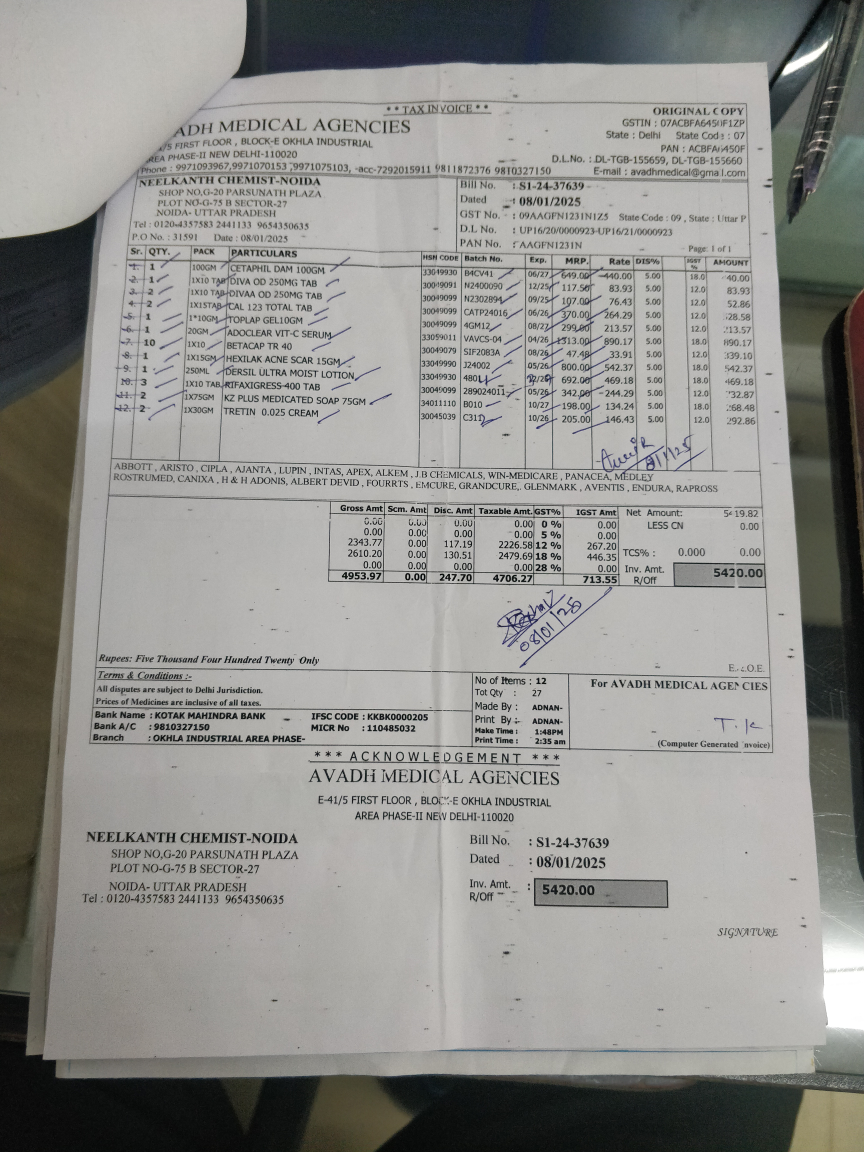 * * TAX INVOICE * *
ORIGINAL COPY
ADH MEDICAL AGENCIES
GSTIN : 07ACBFA6450F1ZP
/5 FIRST FLOOR , BLOCK-E OKHLA INDUSTRIAL
State : Delhi State Code : 07
REA PHASE-II NEW DELHI-110020
PAN : ACBFA6450F
Phone : 9971093967,9971070153 ,9971075103, -acc-7292015911 9811872376 9810327150
D.L.No. : .DL-TGB-155659, DL-TGB-155660
E-mail : avadhmedical@gmail.com
NEELKANTH CHEMIST-NOIDA
SHOP NO,G-20 PARSUNATH PLAZA
PLOT NO-G-75 B SECTOR-27
NOIDA- UTTAR PRADESH
Tel : 0120-4357583 2441133 9654350635
P.O No. : 31591 Date : 08/01/2025
Bill No. : S1-24-37639
Dated : 08/01/2025
GST No. : 09AAGFN1231N1Z5 State Code : 09 , State : Uttar P
D.L No. : UP16/20/0000923-UP16/21/0000923
PAN No. : AAGFN1231N
Page: 1 of 1
Sr. QTY. PACK PARTICULARS HSN CODE Batch No. Exp. MRP. Rate DIS% IGST % AMOUNT
1. 1 100GM CETAPHIL DAM 100GM 33049930 B4CV41 06/27 649.00 440.00 5.00 18.0 40.00
2. 1 1X10 TAB DIVA OD 250MG TAB 30049091 N2400090 12/25 117.50 83.93 5.00 12.0 83.93
3. 2 1X10 TAB DIVAA OD 250MG TAB 30049099 N2302894 09/25 107.00 76.43 5.00 12.0 52.86
4. 2 1X15TAB CAL 123 TOTAL TAB 30049099 CATP24016 06/26 370.00 264.29 5.00 12.0 28.58
5. 1 1*10GM TOPLAP GEL10GM 30049099 4GM12 08/27 299.00 213.57 5.00 12.0 213.57
6. 1 20GM ADOCLEAR VIT-C SERUM 33059011 VAVCS-04 04/26 1313.00 890.17 5.00 18.0 890.17
7. 10 1X10 BETACAP TR 40 30049079 SIF2083A 08/26 47.48 33.91 5.00 12.0 339.10
8. 1 1X15GM HEXILAK ACNE SCAR 15GM 33049990 J24002 05/26 800.00 542.37 5.00 18.0 542.37
9. 1 250ML DERSIL ULTRA MOIST LOTION 33049930 692.00 469.18 5.00 18.0 469.18
10. 3 1X10 TAB RIFAXIGRESS-400 TAB 30049099 289024011 05/26 342.00 244.29 5.00 12.0 732.87
11. 2 1X75GM KZ PLUS MEDICATED SOAP 75GM 34011110 B010 10/27 198.00 134.24 5.00 18.0 268.48
12. 2 1X30GM TRETIN 0.025 CREAM 30045039 10/26 205.00 146.43 5.00 12.0 292.86
8/1/25
ABBOTT , ARISTO , CIPLA , AJANTA , LUPIN , INTAS, APEX, ALKEM , J.B CHEMICALS, WIN-MEDICARE , PANACEA, MEDLEY
ROSTRUMED, CANIXA , H & H ADONIS, ALBERT DEVID , FOURRTS , EMCURE, GRANDCURE,. GLENMARK , AVENTIS , ENDURA, RAPROSS
Gross Amt Scm. Amt Disc. Amt Taxable Amt. GST% IGST Amt
0.00 0.00 0.00 0.00 0 % 0.00
0.00 0.00 0.00 0.00 5 % 0.00
2343.77 0.00 117.19 2226.58 12 % 267.20
2610.20 0.00 130.51 2479.69 18 % 446.35
0.00 0.00 0.00 0.00 28 % 0.00
4953.97 0.00 247.70 4706.27 713.55
Net Amount: 5419.82
LESS CN 0.00
TCS% : 0.000 0.00
Inv. Amt. R/Off 5420.00
08/01/25
Rupees: Five Thousand Four Hundred Twenty Only
E.&O.E.
Terms & Conditions :-
All disputes are subject to Delhi Jurisdiction.
Prices of Medicines are inclusive of all taxes.
Bank Name : KOTAK MAHINDRA BANK IFSC CODE : KKBK0000205
Bank A/C : 9810327150 MICR No : 110485032
Branch : OKHLA INDUSTRIAL AREA PHASE-
No of Items : 12
Tot Qty : 27
Made By : ADNAN-
Print By : ADNAN-
Make Time : 1:48PM
Print Time : 2:35 am
For AVADH MEDICAL AGENCIES
T.K
(Computer Generated Invoice)
* * * ACKNOWLEDGEMENT * * *
AVADH MEDICAL AGENCIES
E-41/5 FIRST FLOOR , BLOCK-E OKHLA INDUSTRIAL
AREA PHASE-II NEW DELHI-110020
NEELKANTH CHEMIST-NOIDA
SHOP NO,G-20 PARSUNATH PLAZA
PLOT NO-G-75 B SECTOR-27
NOIDA- UTTAR PRADESH
Tel : 0120-4357583 2441133 9654350635
Bill No. : S1-24-37639
Dated : 08/01/2025
Inv. Amt. R/Off : 5420.00
SIGNATURE